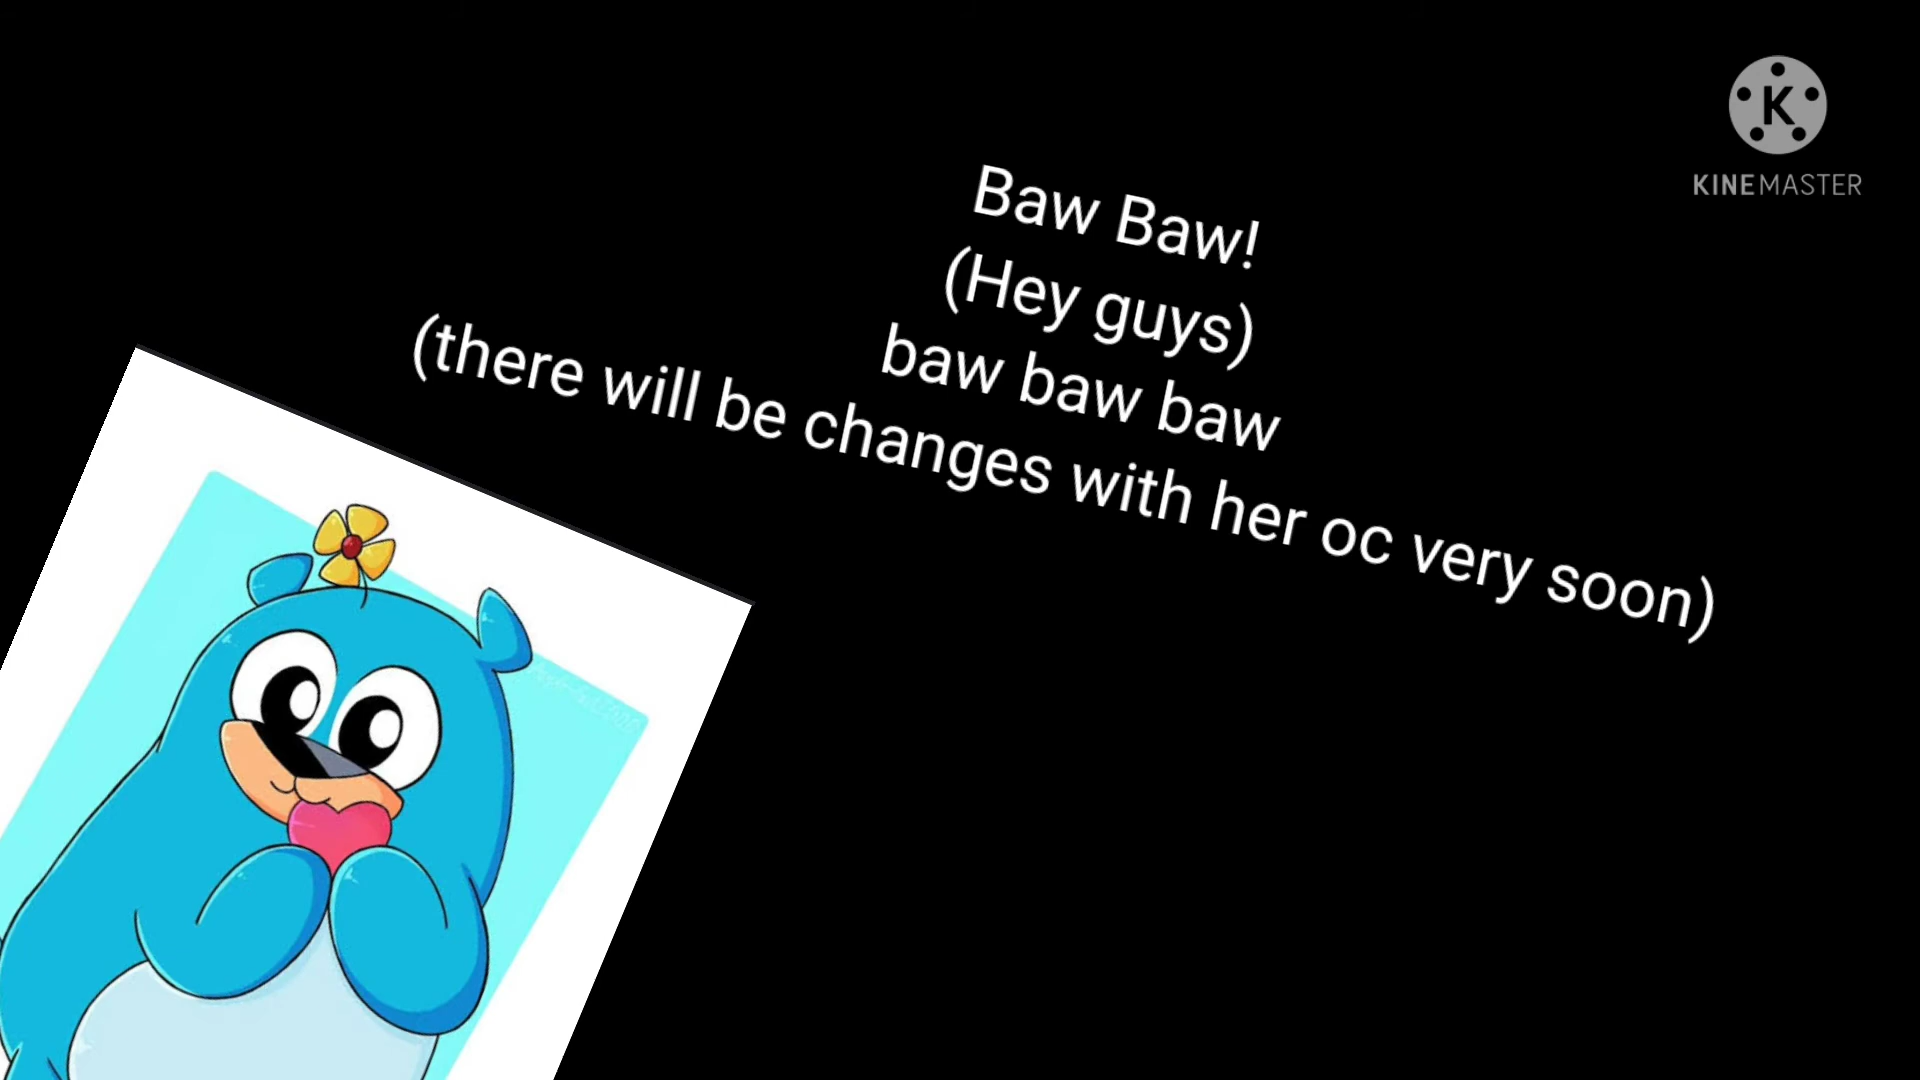 K
KINEMASTER
Baw Baw!
(Hey guys)
baw baw baw
(there will be changes with her oc very soon)